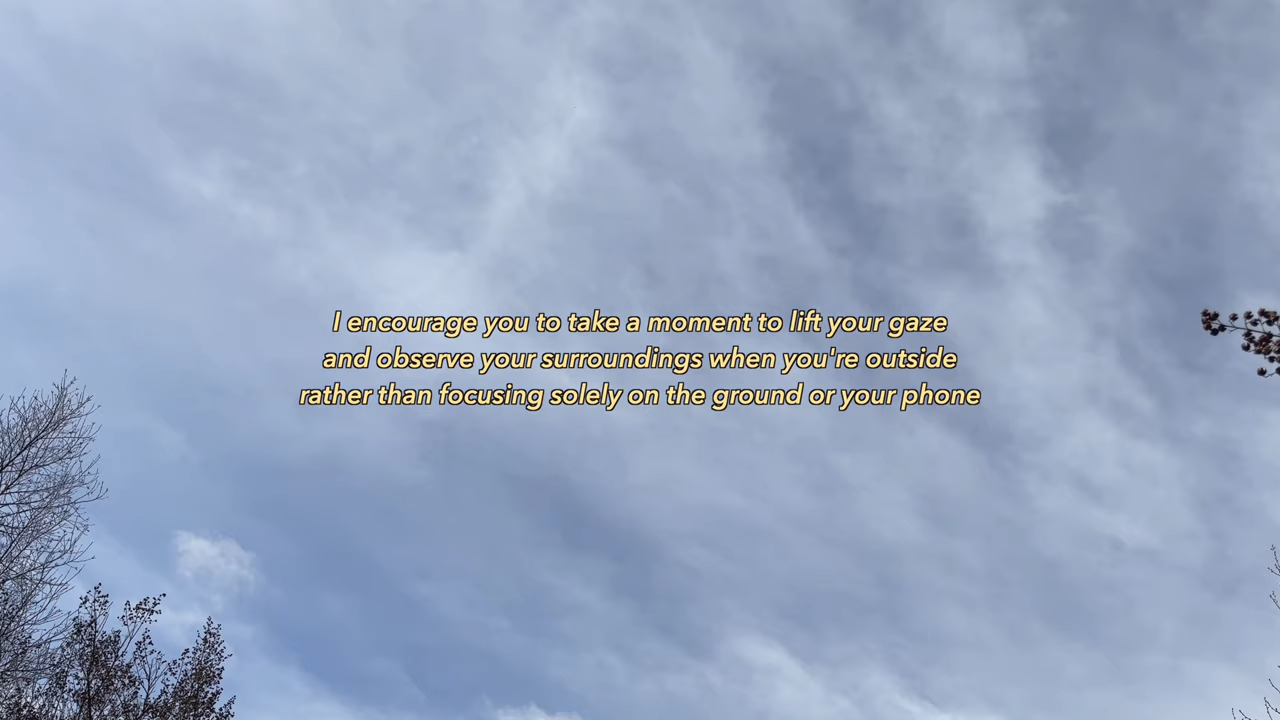 I encourage you to take a moment to lift your gaze
and observe your surroundings when you're outside
rather than focusing solely on the ground or your phone